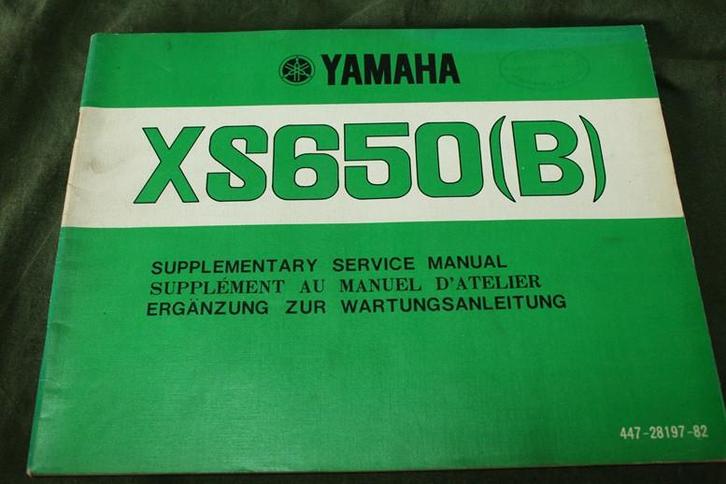 YAMAHA
XS650(B)
SUPPLEMENTARY SERVICE MANUAL
SUPPLÉMENT AU MANUEL D'ATELIER
ERGÄNZUNG ZUR WARTUNGSANLEITUNG
447-28197-82